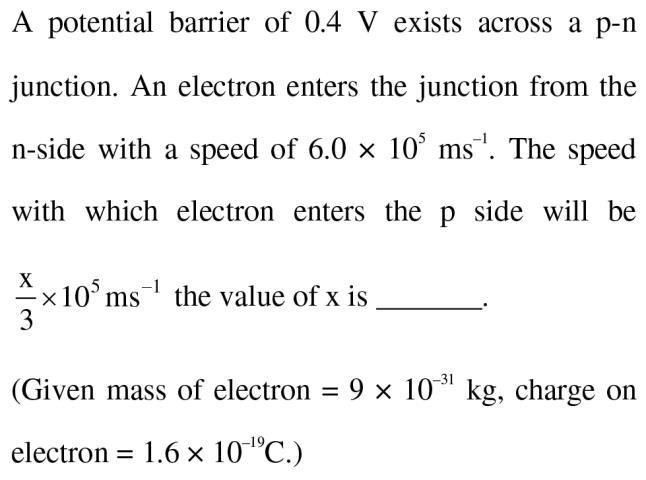 A potential barrier of 0.4 V exists across a p-n
junction. An electron enters the junction from the
n-side with a speed of 6.0 × 10⁵ ms⁻¹. The speed
with which electron enters the p side will be
x/3 × 10⁵ ms⁻¹ the value of x is ________.
(Given mass of electron = 9 × 10⁻³¹ kg, charge on
electron = 1.6 × 10⁻¹⁹C.)